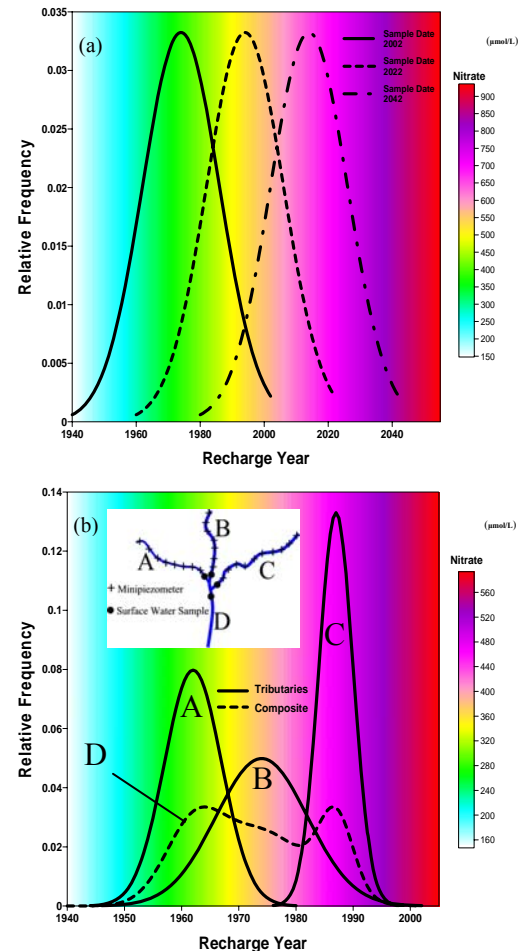 (a)
Sample Date
2002
Sample Date
2022
Sample Date
2042
0.035
0.03
0.025
0.02
0.015
0.01
0.005
0
Relative Frequency
1940 1960 1980 2000 2020 2040
Recharge Year
(µmol/L)
Nitrate
900
850
800
750
700
650
600
550
500
450
400
350
300
250
200
150
(b)
A
B
C
D
+ Minipiezometer
● Surface Water Sample
Tributaries
Composite
A
B
C
D
0.14
0.12
0.1
0.08
0.06
0.04
0.02
0
Relative Frequency
1940 1950 1960 1970 1980 1990 2000
Recharge Year
(µmol/L)
Nitrate
560
520
480
440
400
360
320
280
240
200
160